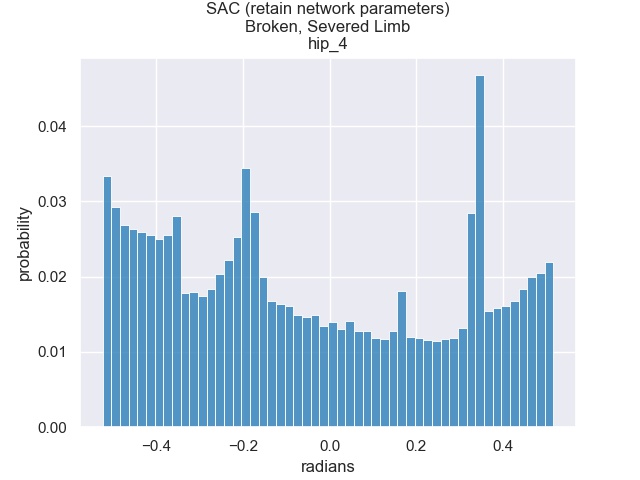 SAC (retain network parameters)
Broken, Severed Limb
hip_4
0.04
0.03
0.02
0.01
0.00
probability
−0.4
−0.2
0.0
0.2
0.4
radians